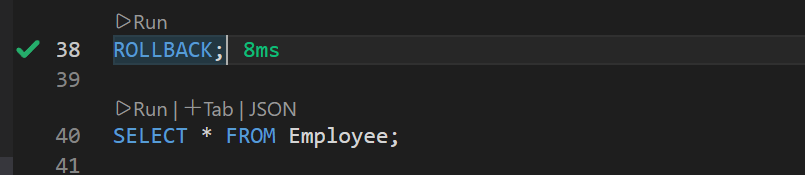 ▷Run
38 ROLLBACK; 8ms
39
▷Run | +Tab | JSON
40 SELECT * FROM Employee;
41